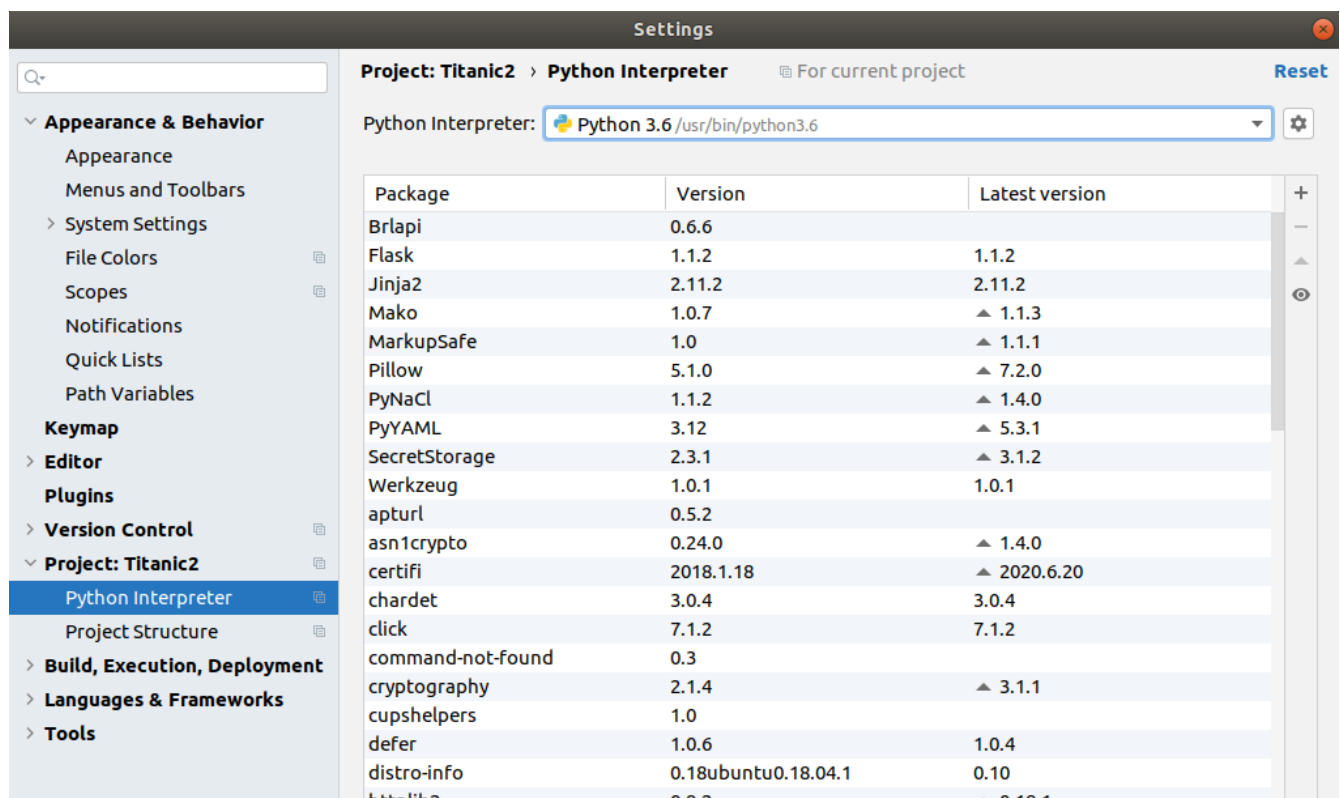 Settings
Project: Titanic2 › Python Interpreter For current project Reset
Python Interpreter: Python 3.6 /usr/bin/python3.6
Appearance & Behavior
Appearance
Menus and Toolbars
System Settings
File Colors
Scopes
Notifications
Quick Lists
Path Variables
Keymap
Editor
Plugins
Version Control
Project: Titanic2
Python Interpreter
Project Structure
Build, Execution, Deployment
Languages & Frameworks
Tools
Package Version Latest version
Brlapi 0.6.6
Flask 1.1.2 1.1.2
Jinja2 2.11.2 2.11.2
Mako 1.0.7 ▲ 1.1.3
MarkupSafe 1.0 ▲ 1.1.1
Pillow 5.1.0 ▲ 7.2.0
PyNaCl 1.1.2 ▲ 1.4.0
PyYAML 3.12 ▲ 5.3.1
SecretStorage 2.3.1 ▲ 3.1.2
Werkzeug 1.0.1 1.0.1
apturl 0.5.2
asn1crypto 0.24.0 ▲ 1.4.0
certifi 2018.1.18 ▲ 2020.6.20
chardet 3.0.4 3.0.4
click 7.1.2 7.1.2
command-not-found 0.3
cryptography 2.1.4 ▲ 3.1.1
cupshelpers 1.0
defer 1.0.6 1.0.4
distro-info 0.18ubuntu0.18.04.1 0.10